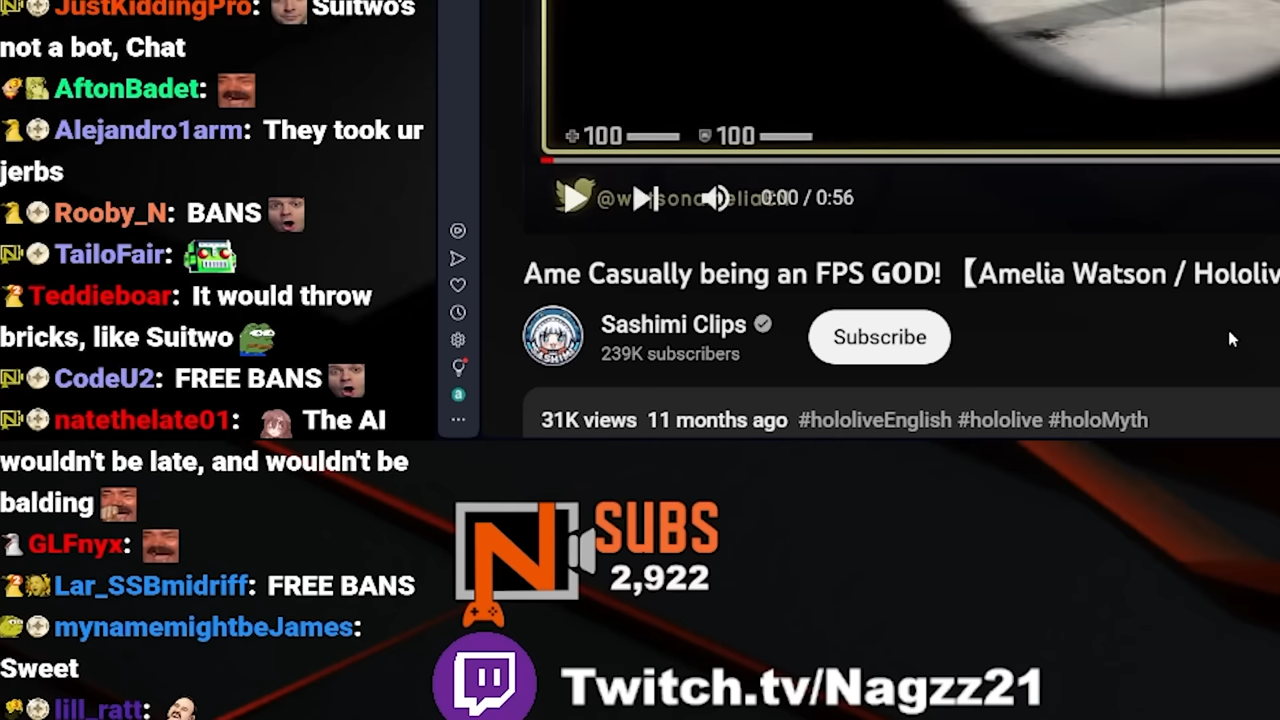 JustKiddingPro: Suitwo's
not a bot, Chat
AftonBadet:
Alejandro1arm: They took ur
jerbs
Rooby_N: BANS
TailoFair:
Teddieboar: It would throw
bricks, like Suitwo
CodeU2: FREE BANS
natethelate01: The AI
wouldn't be late, and wouldn't be
balding
GLFnyx:
Lar_SSBmidriff: FREE BANS
mynamemightbeJames:
Sweet
lill_ratt:
100 100
0:00 / 0:56
Ame Casually being an FPS GOD! 【Amelia Watson / Hololiv
Sashimi Clips
239K subscribers
Subscribe
31K views 11 months ago #hololiveEnglish #hololive #holoMyth
SUBS
2,922
Twitch.tv/Nagzz21